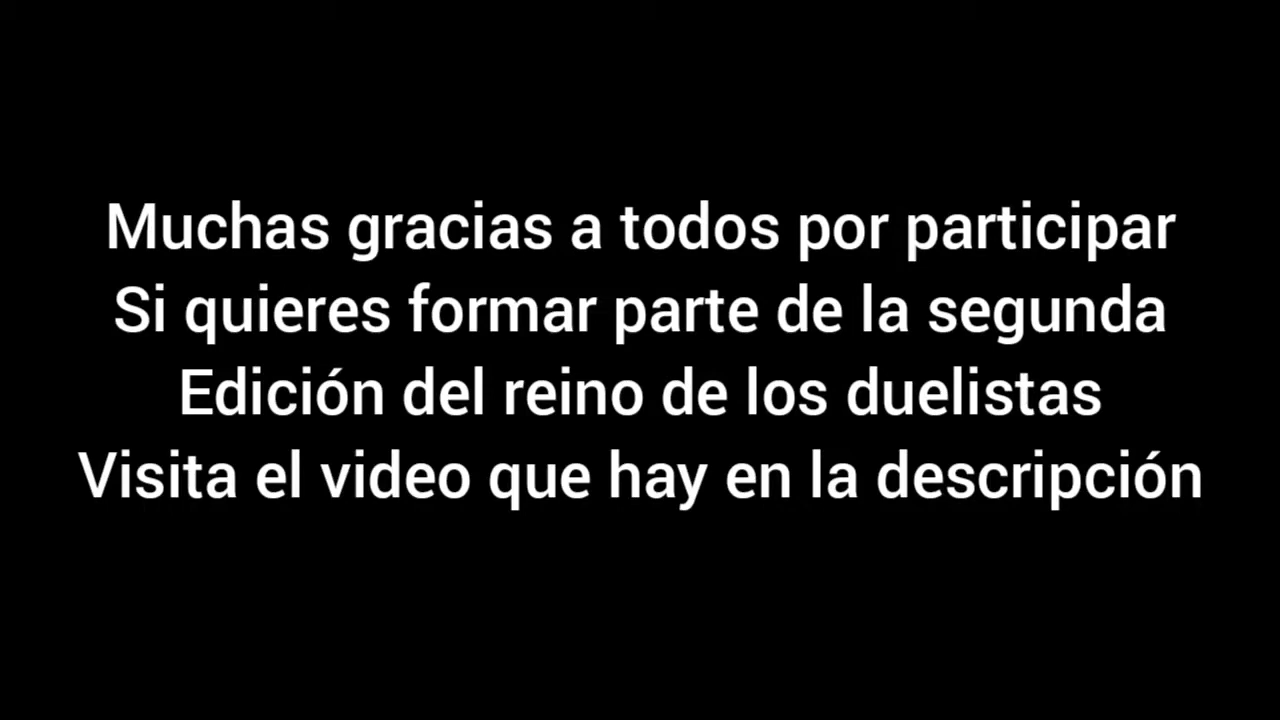 Muchas gracias a todos por participar
Si quieres formar parte de la segunda
Edición del reino de los duelistas
Visita el video que hay en la descripción